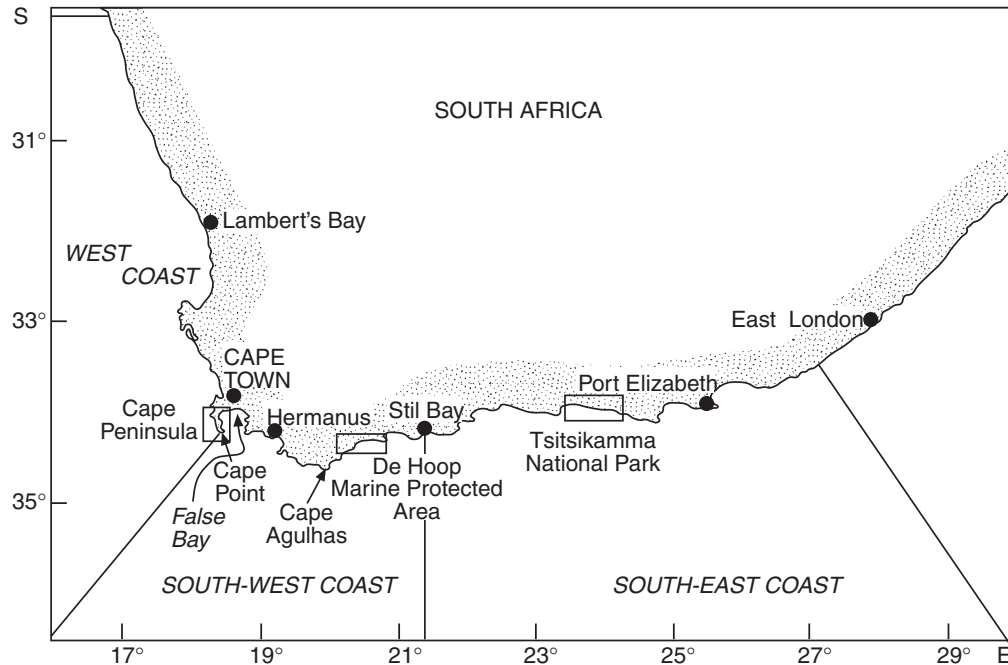 S
SOUTH AFRICA
31°
Lambert's Bay
WEST
COAST
33°
East London
CAPE
TOWN
Port Elizabeth
Cape
Peninsula
Hermanus
Stil Bay
Tsitsikamma
National Park
Cape
Point
De Hoop
Marine Protected
Area
35°
False
Bay
Cape
Agulhas
SOUTH-WEST COAST
SOUTH-EAST COAST
17° 19° 21° 23° 25° 27° 29° E